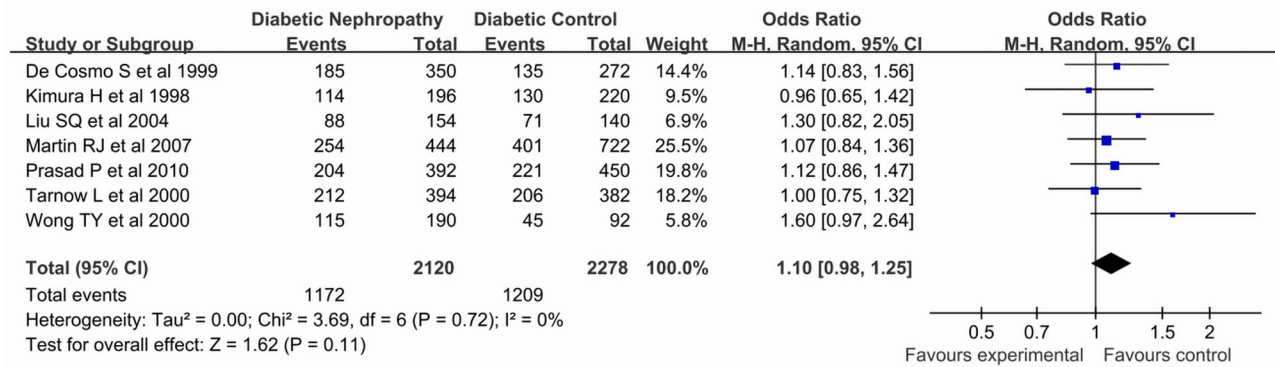 Diabetic Nephropathy Diabetic Control Odds Ratio Odds Ratio
Study or Subgroup Events Total Events Total Weight M-H, Random, 95% CI M-H, Random, 95% CI
De Cosmo S et al 1999 185 350 135 272 14.4% 1.14 [0.83, 1.56]
Kimura H et al 1998 114 196 130 220 9.5% 0.96 [0.65, 1.42]
Liu SQ et al 2004 88 154 71 140 6.9% 1.30 [0.82, 2.05]
Martin RJ et al 2007 254 444 401 722 25.5% 1.07 [0.84, 1.36]
Prasad P et al 2010 204 392 221 450 19.8% 1.12 [0.86, 1.47]
Tarnow L et al 2000 212 394 206 382 18.2% 1.00 [0.75, 1.32]
Wong TY et al 2000 115 190 45 92 5.8% 1.60 [0.97, 2.64]
Total (95% CI) 2120 2278 100.0% 1.10 [0.98, 1.25]
Total events 1172 1209
Heterogeneity: Tau² = 0.00; Chi² = 3.69, df = 6 (P = 0.72); I² = 0%
Test for overall effect: Z = 1.62 (P = 0.11)
0.5 0.7 1 1.5 2
Favours experimental Favours control